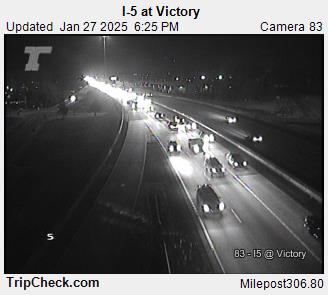 I-5 at Victory
Updated Jan 27 2025 6:25 PM Camera 83
T
S
83 - I5 @ Victory
TripCheck.com Milepost306.80